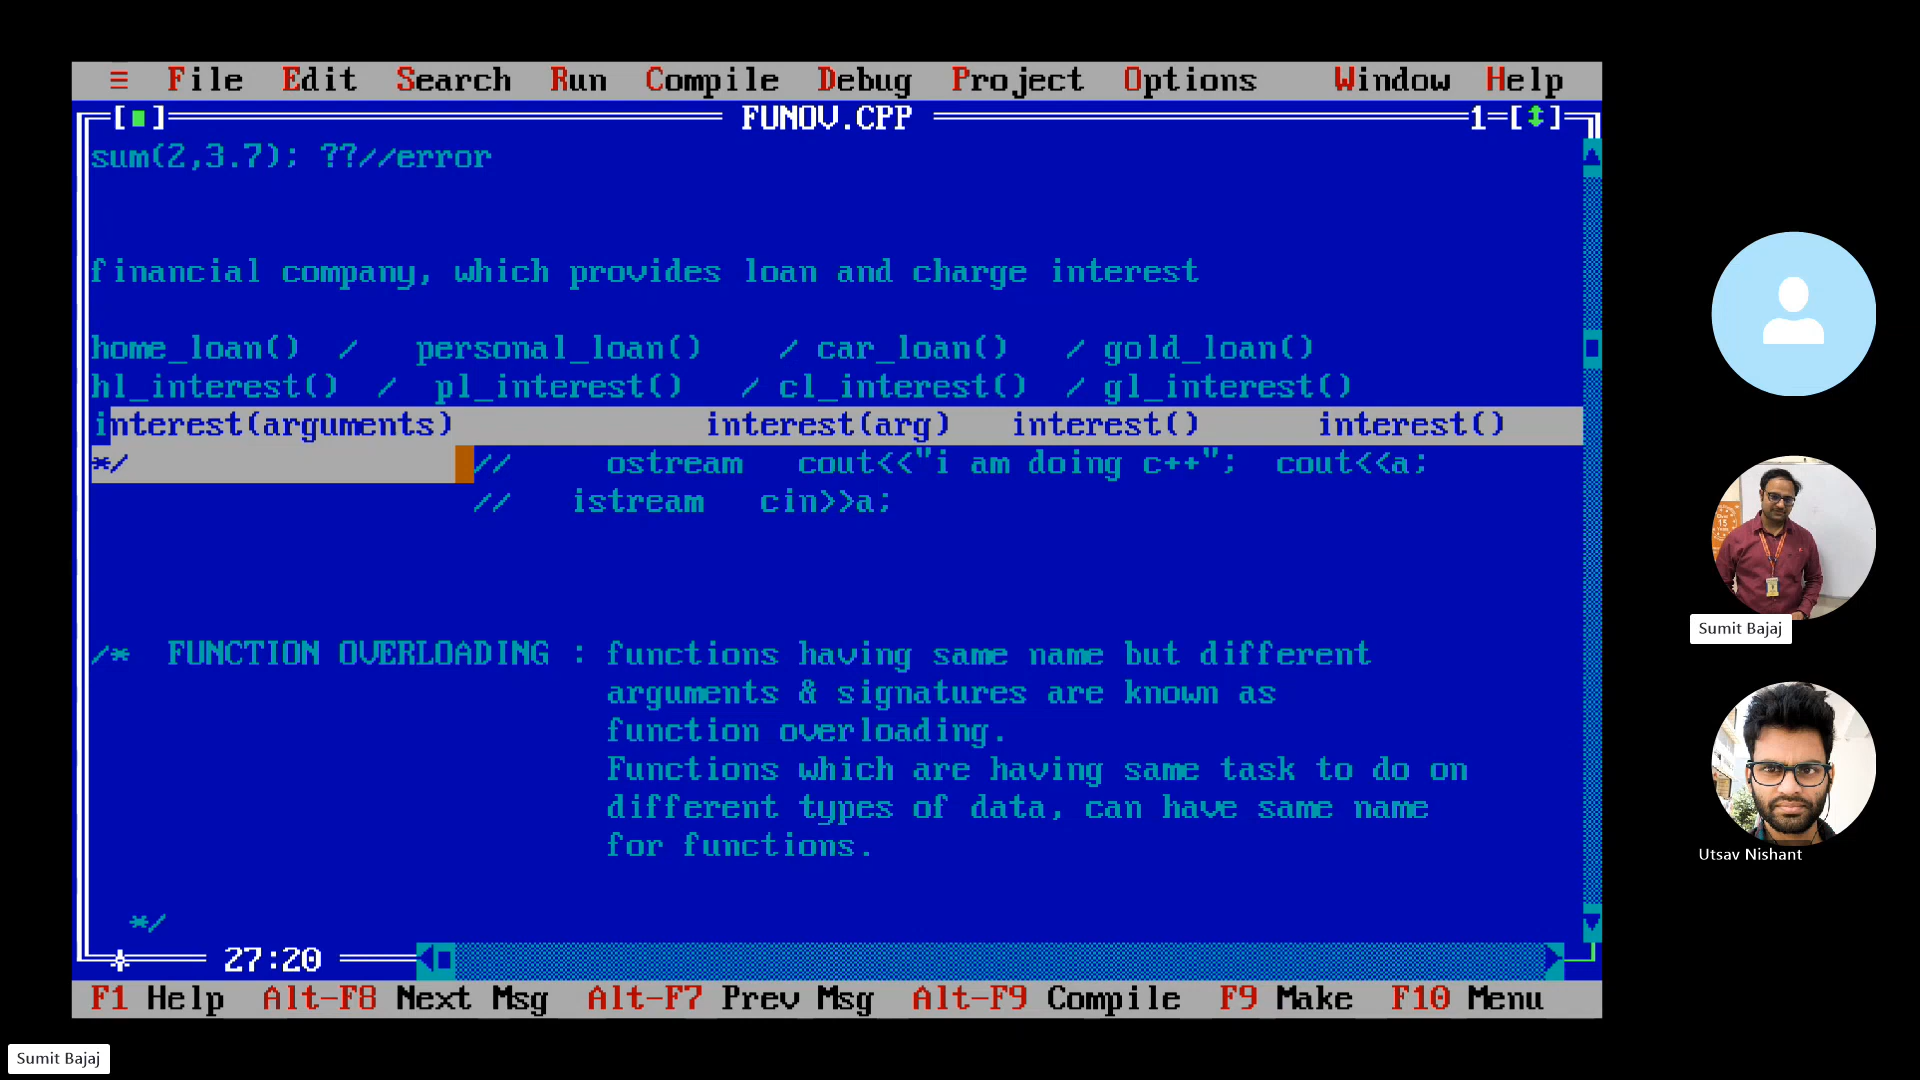 ≡ File Edit Search Run Compile Debug Project Options Window Help
[■] FUNOV.CPP 1=[↕]
sum(2,3.7); ??//error
financial company, which provides loan and charge interest
home_loan() / personal_loan() / car_loan() / gold_loan()
hl_interest() / pl_interest() / cl_interest() / gl_interest()
interest(arguments) interest(arg) interest() interest()
*/ // ostream cout<<"i am doing c++"; cout<<a;
// istream cin>>a;
/* FUNCTION OVERLOADING : functions having same name but different
arguments & signatures are known as
function overloading.
Functions which are having same task to do on
different types of data, can have same name
for functions.
*/
27:20
F1 Help Alt-F8 Next Msg Alt-F7 Prev Msg Alt-F9 Compile F9 Make F10 Menu
Sumit Bajaj
Utsav Nishant
Sumit Bajaj